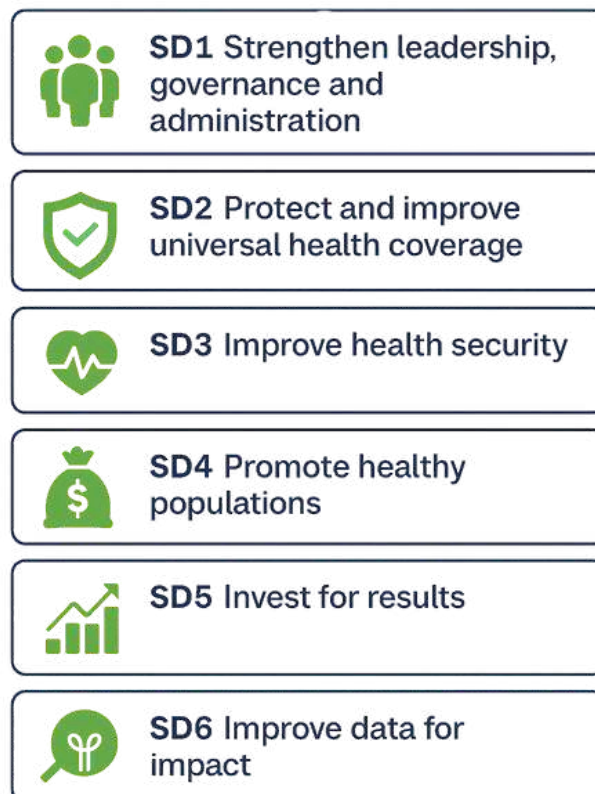 SD1 Strengthen leadership,
governance and
administration
SD2 Protect and improve
universal health coverage
SD3 Improve health security
$
SD4 Promote healthy
populations
SD5 Invest for results
SD6 Improve data for
impact